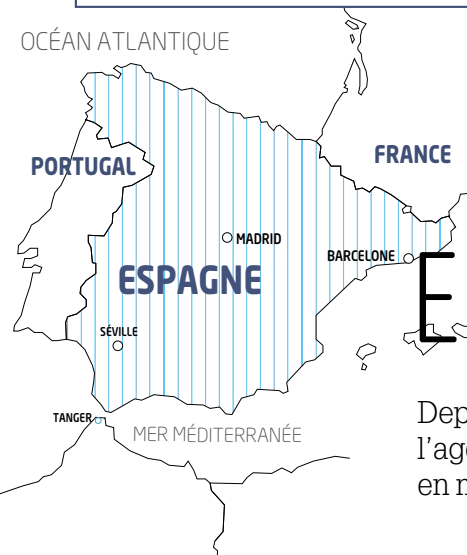 OCÉAN ATLANTIQUE
PORTUGAL
FRANCE
MADRID
BARCELONE
ESPAGNE
SÉVILLE
TANGER
MER MÉDITERRANÉE
E
Dep
l'ag
en